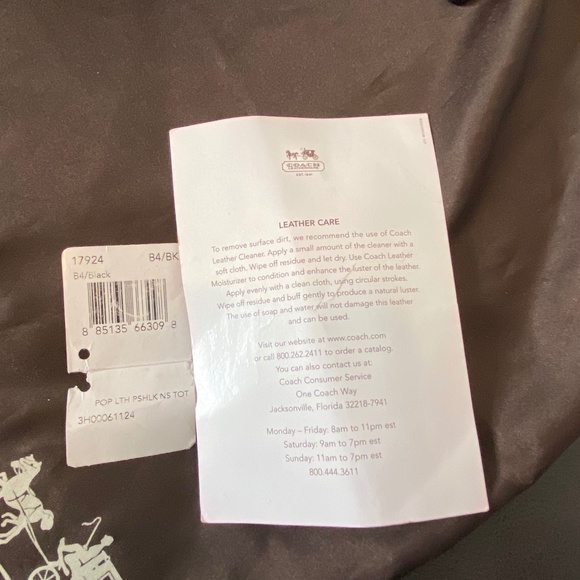 COACH
EST. 1941
LEATHER CARE
To remove surface dirt, we recommend the use of Coach
Leather Cleaner. Apply a small amount of the cleaner with a
soft cloth. Wipe off residue and let dry. Use Coach Leather
Moisturizer to condition and enhance the luster of the leather.
Apply evenly with a clean cloth, using circular strokes.
Wipe off residue and buff gently to produce a natural luster.
The use of soap and water will not damage this leather
and can be used.
Visit our website at www.coach.com
or call 800.262.2411 to order a catalog.
You can also contact us at:
Coach Consumer Service
One Coach Way
Jacksonville, Florida 32218-7941
Monday – Friday: 8am to 11pm est
Saturday: 9am to 7pm est
Sunday: 11am to 7pm est
800.444.3611
17924 B4/BK
B4/Black
8 85135 66309 8
POP LTH PSHLK NS TOT
3H00061124